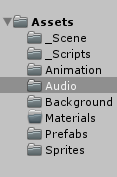 Assets
_Scene
_Scripts
Animation
Audio
Background
Materials
Prefabs
Sprites